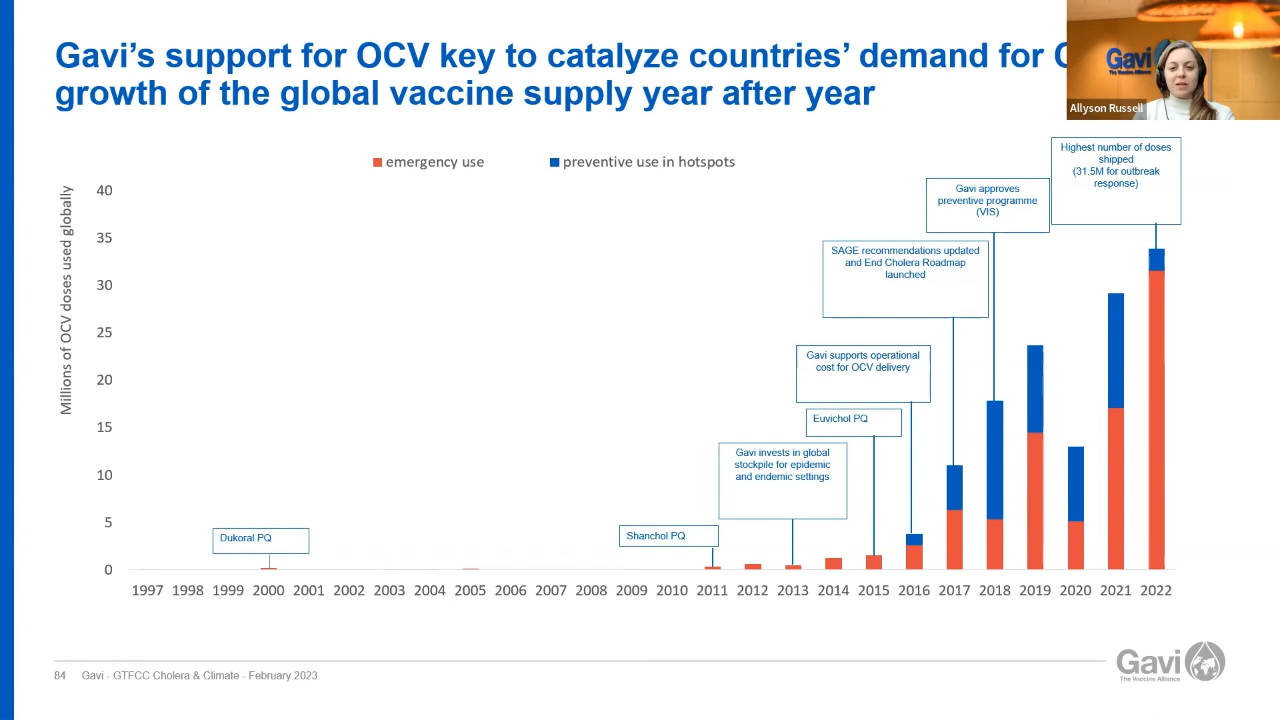 Gavi's support for OCV key to catalyze countries' demand for
growth of the global vaccine supply year after year
Gavi
The Vaccine Alliance
Allyson Russell
emergency use
preventive use in hotspots
Highest number of doses
shipped
(31.5M for outbreak
response)
Gavi approves
preventive programme
(VIS)
SAGE recommendations updated
and End Cholera Roadmap
launched
Gavi supports operational
cost for OCV delivery
Euvichol PQ
Gavi invests in global
stockpile for epidemic
and endemic settings
Shanchol PQ
Dukoral PQ
Millions of OCV doses used globally
40
35
30
25
20
15
10
5
0
1997 1998 1999 2000 2001 2002 2003 2004 2005 2006 2007 2008 2009 2010 2011 2012 2013 2014 2015 2016 2017 2018 2019 2020 2021 2022
84 Gavi - GTFCC Cholera & Climate - February 2023
Gavi
The Vaccine Alliance